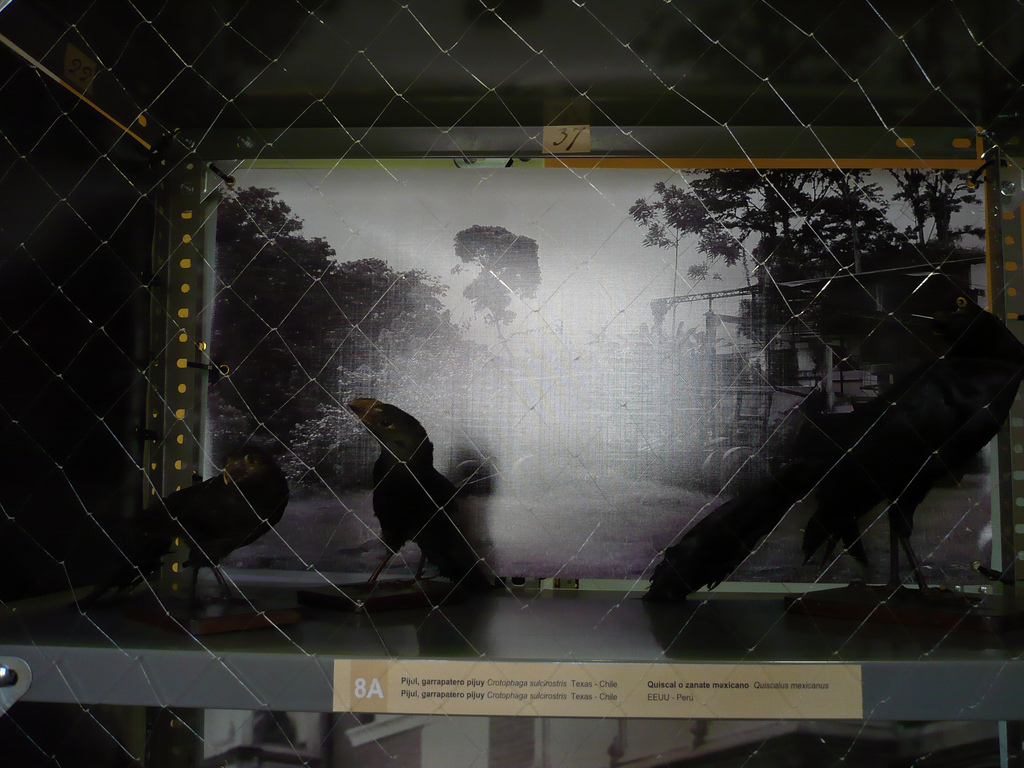 22
37
8A
Pijul, garrapatero pijuy Crotophaga sulcirostris Texas - Chile
Pijul, garrapatero pijuy Crotophaga sulcirostris Texas - Chile
Quiscal o zanate mexicano Quiscalus mexicanus
EEUU - Perú